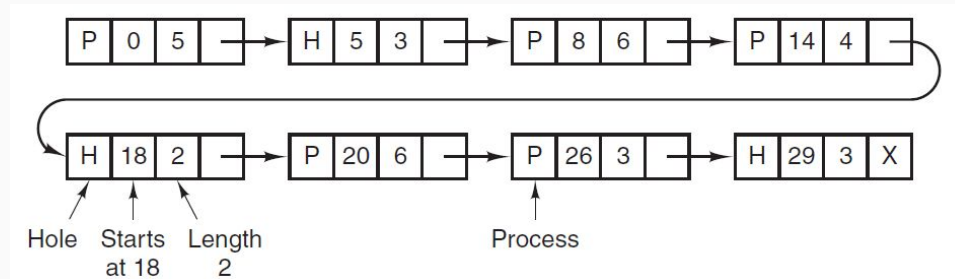 P 0 5 H 5 3 P 8 6 P 14 4
H 18 2 P 20 6 P 26 3 H 29 3 X
Hole Starts Length Process
at 18 2